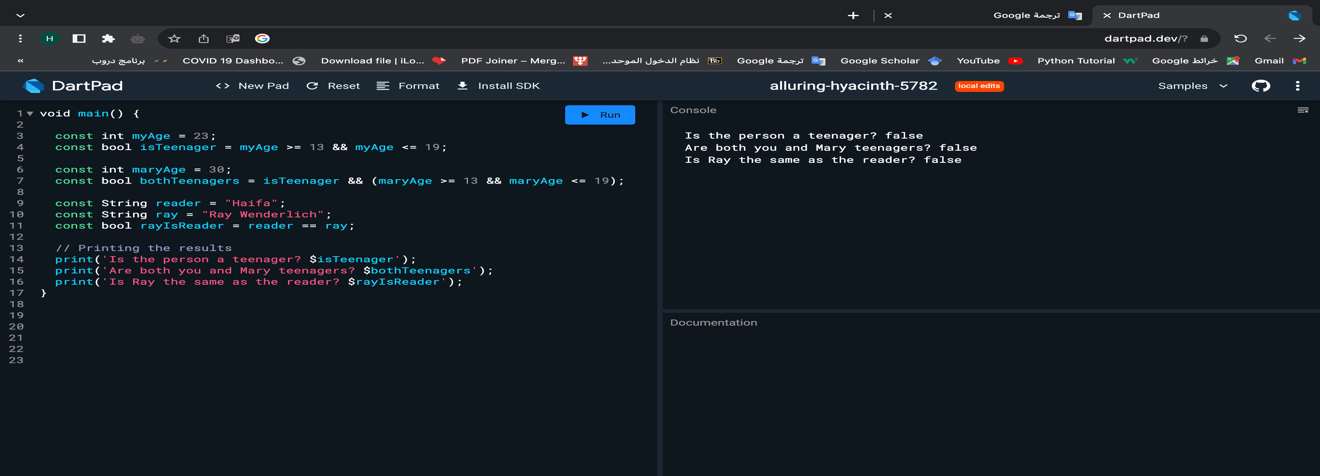 ترجمة Google
DartPad
H
dartpad.dev/?
«
برنامج دروب
COVID 19 Dashbo...
Download file | iLo...
PDF Joiner – Merg...
نظام الدخول الموحد...
ترجمة Google
Google Scholar
YouTube
Python Tutorial
خرائط Google
Gmail
DartPad
<> New Pad
Reset
Format
Install SDK
alluring-hyacinth-5782
local edits
Samples
1 void main() {
2
3 const int myAge = 23;
4 const bool isTeenager = myAge >= 13 && myAge <= 19;
5
6 const int maryAge = 30;
7 const bool bothTeenagers = isTeenager && (maryAge >= 13 && maryAge <= 19);
8
9 const String reader = "Haifa";
10 const String ray = "Ray Wenderlich";
11 const bool rayIsReader = reader == ray;
12
13 // Printing the results
14 print('Is the person a teenager? $isTeenager');
15 print('Are both you and Mary teenagers? $bothTeenagers');
16 print('Is Ray the same as the reader? $rayIsReader');
17 }
18
19
20
21
22
23
Run
Console
Is the person a teenager? false
Are both you and Mary teenagers? false
Is Ray the same as the reader? false
Documentation